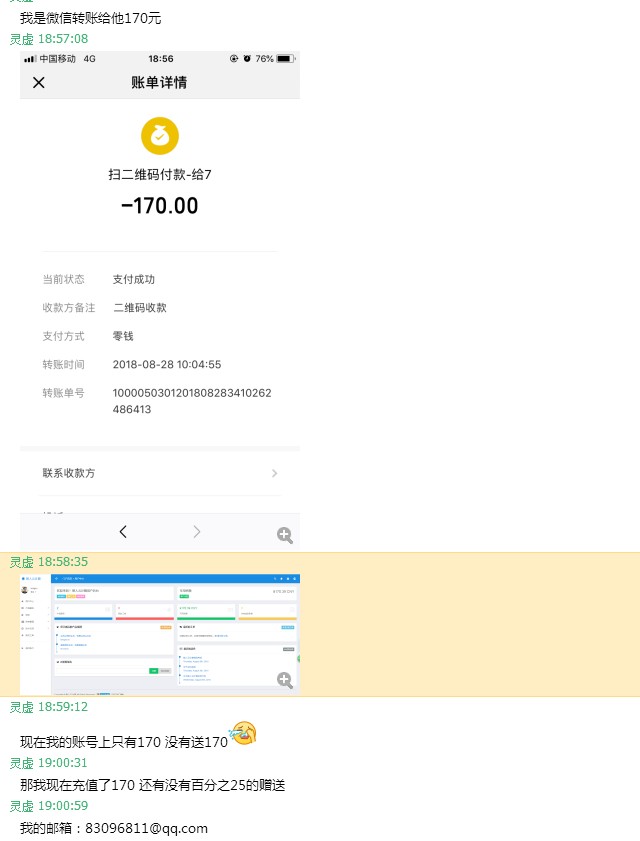 我是微信转账给他170元
灵虚 18:57:08
中国移动 4G 18:56 76%
账单详情
扫二维码付款-给7
-170.00
当前状态 支付成功
收款方备注 二维码收款
支付方式 零钱
转账时间 2018-08-28 10:04:55
转账单号 1000050301201808283410262
486413
联系收款方
灵虚 18:58:35
灵虚 18:59:12
现在我的账号上只有170 没有送170
灵虚 19:00:31
那我现在充值了170 还有没有百分之25的赠送
灵虚 19:00:59
我的邮箱：83096811@qq.com